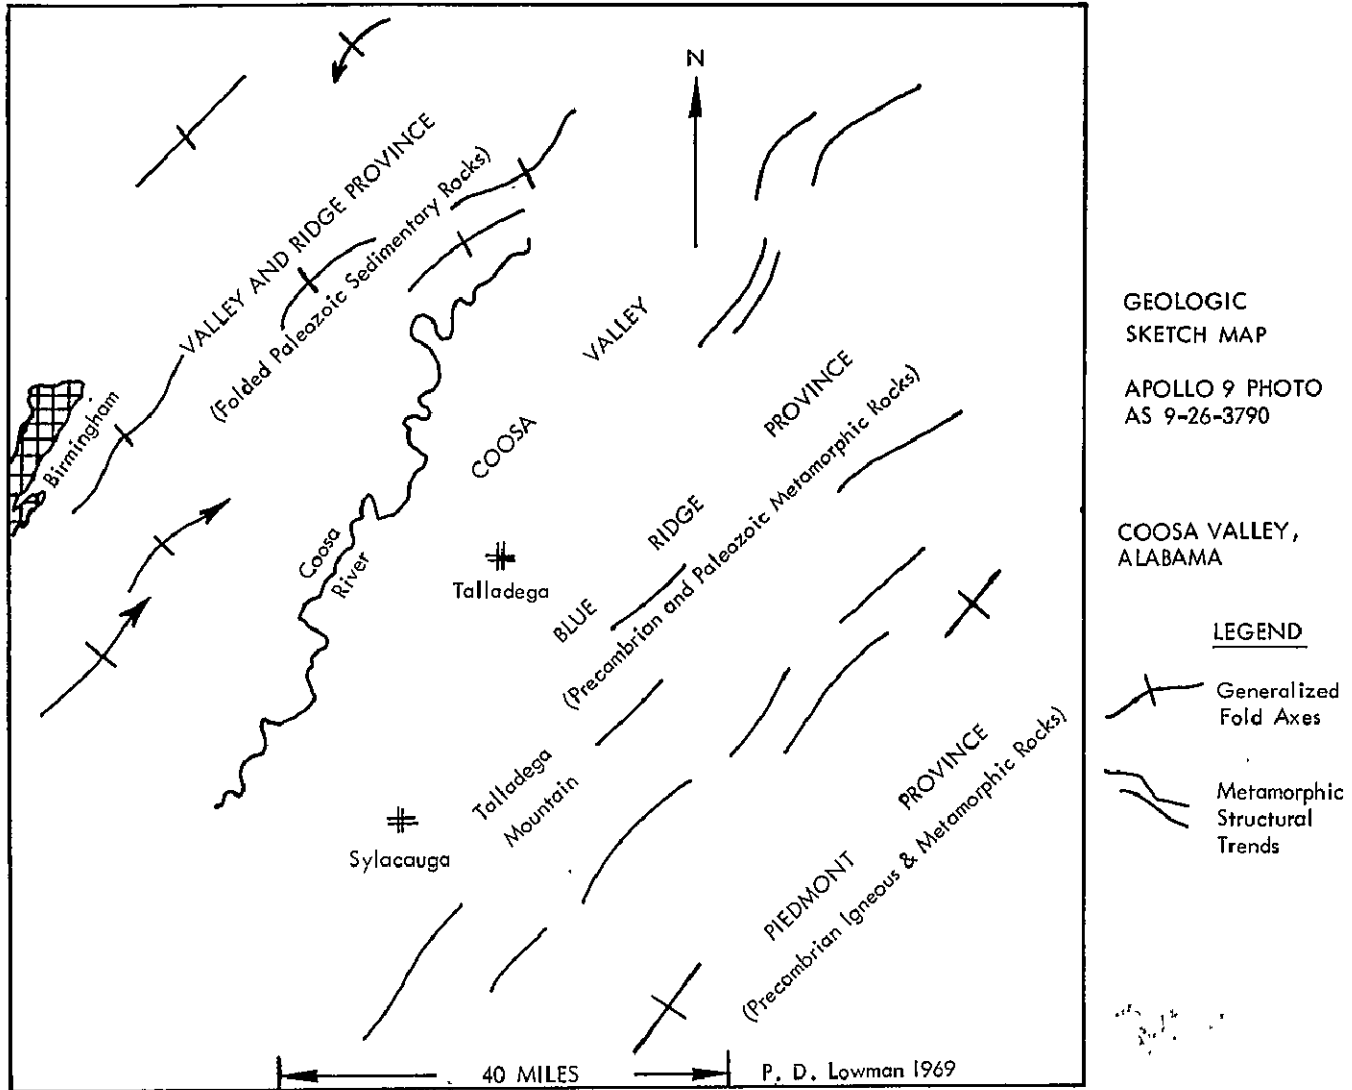 N
VALLEY AND RIDGE PROVINCE
(Folded Paleozoic Sedimentary Rocks)
Birmingham
Coosa
River
COOSA VALLEY
Talladega
BLUE RIDGE PROVINCE
(Precambrian and Paleozoic Metamorphic Rocks)
Talladega
Mountain
Sylacauga
PIEDMONT PROVINCE
(Precambrian Igneous & Metamorphic Rocks)
40 MILES
P. D. Lowman 1969
GEOLOGIC
SKETCH MAP
APOLLO 9 PHOTO
AS 9-26-3790
COOSA VALLEY,
ALABAMA
LEGEND
Generalized
Fold Axes
Metamorphic
Structural
Trends